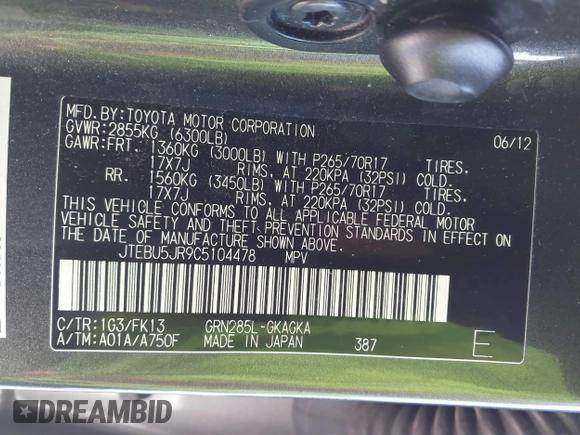 MFD.BY:TOYOTA MOTOR CORPORATION 06/12
GVWR:2855KG (6300LB)
GAWR:FRT. 1360KG (3000LB) WITH P265/70R17 TIRES,
17X7J RIMS, AT 220KPA (32PSI) COLD.
RR. 1560KG (3450LB) WITH P265/70R17 TIRES,
17X7J RIMS, AT 220KPA (32PSI) COLD.
THIS VEHICLE CONFORMS TO ALL APPLICABLE FEDERAL MOTOR
VEHICLE SAFETY AND THEFT PREVENTION STANDARDS IN EFFECT ON
THE DATE OF MANUFACTURE SHOWN ABOVE.
JTEBU5JR9C5104478 MPV
C/TR:1G3/FK13 GRN285L-GKAGKA
A/TM:A01A/A750F MADE IN JAPAN 387 E
DREAMBID